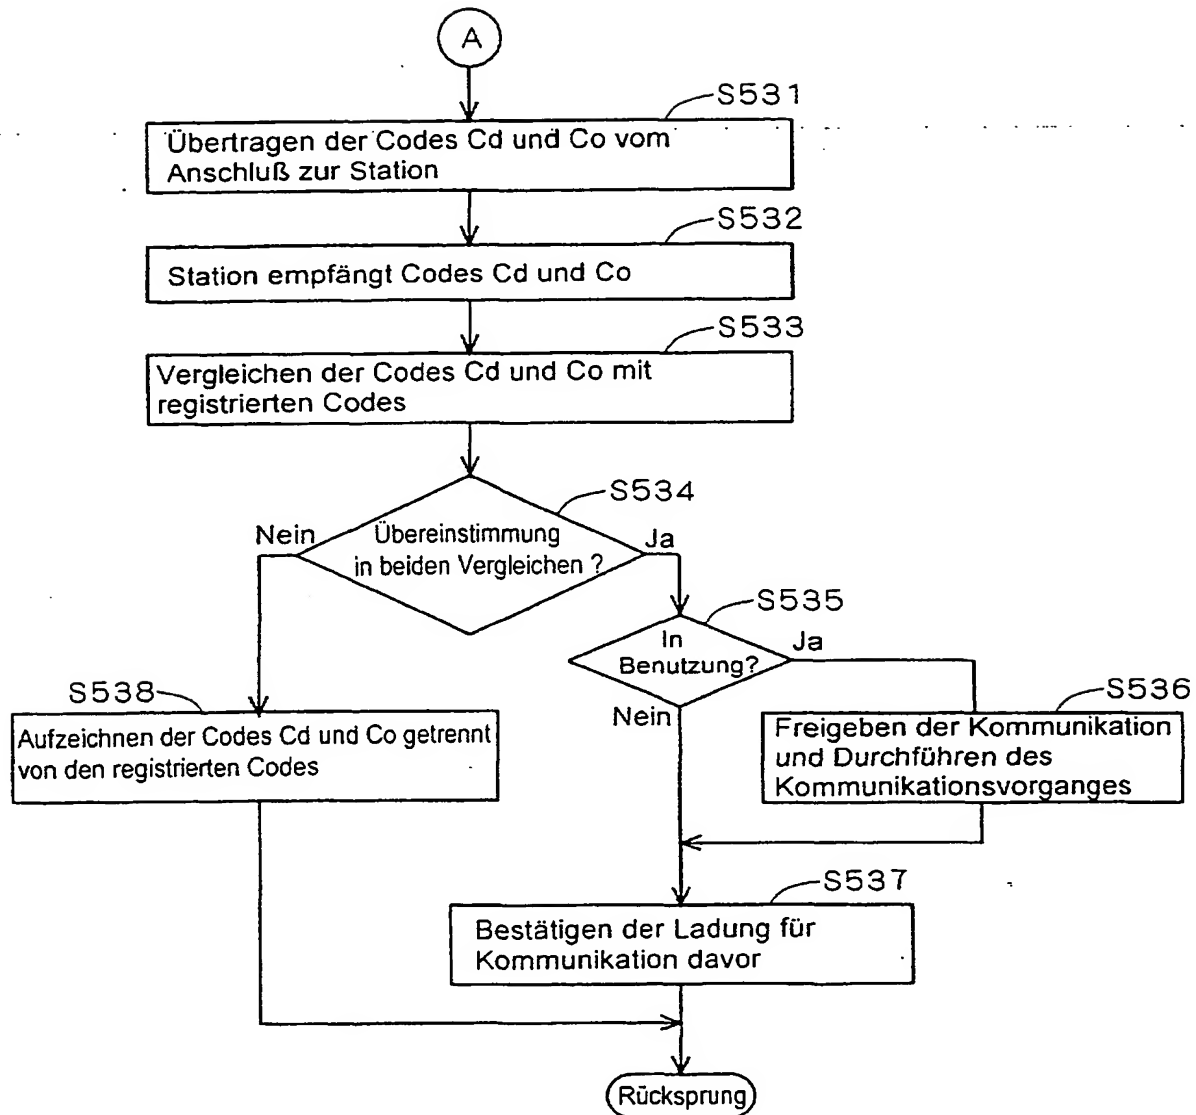 A
S531
Übertragen der Codes Cd und Co vom
Anschluß zur Station
S532
Station empfängt Codes Cd und Co
S533
Vergleichen der Codes Cd und Co mit
registrierten Codes
S534
Nein
Übereinstimmung
in beiden Vergleichen ?
Ja
S535
In
Benutzung?
Ja
Nein
S538
Aufzeichnen der Codes Cd und Co getrennt
von den registrierten Codes
S536
Freigeben der Kommunikation
und Durchführen des
Kommunikationsvorganges
S537
Bestätigen der Ladung für
Kommunikation davor
Rücksprung